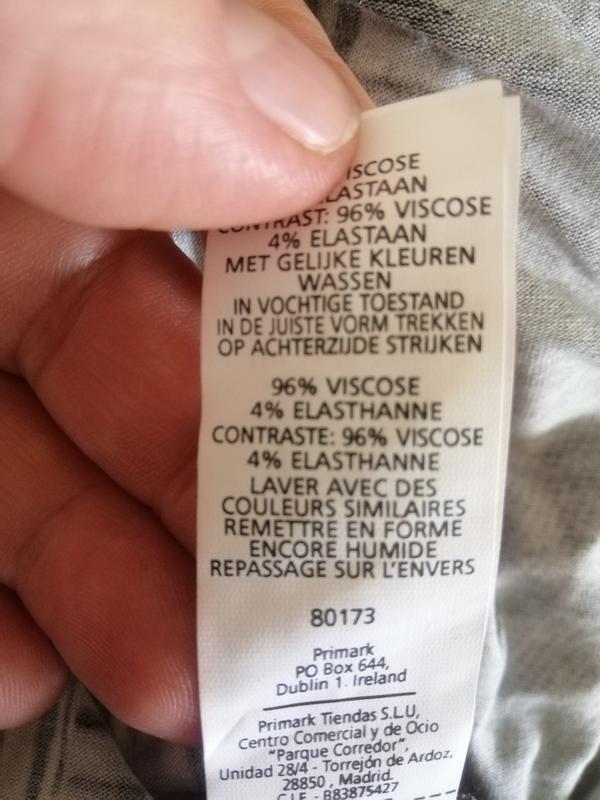 VISCOSE
ELASTAAN
CONTRAST: 96% VISCOSE
4% ELASTAAN
MET GELIJKE KLEUREN
WASSEN
IN VOCHTIGE TOESTAND
IN DE JUISTE VORM TREKKEN
OP ACHTERZIJDE STRIJKEN
96% VISCOSE
4% ELASTHANNE
CONTRASTE: 96% VISCOSE
4% ELASTHANNE
LAVER AVEC DES
COULEURS SIMILAIRES
REMETTRE EN FORME
ENCORE HUMIDE
REPASSAGE SUR L'ENVERS
80173
Primark
PO Box 644,
Dublin 1. Ireland
Primark Tiendas S.L.U,
Centro Comercial y de Ocio
"Parque Corredor",
Unidad 28/4 - Torrejón de Ardoz,
28850 , Madrid.
C.I.F. - B83875427